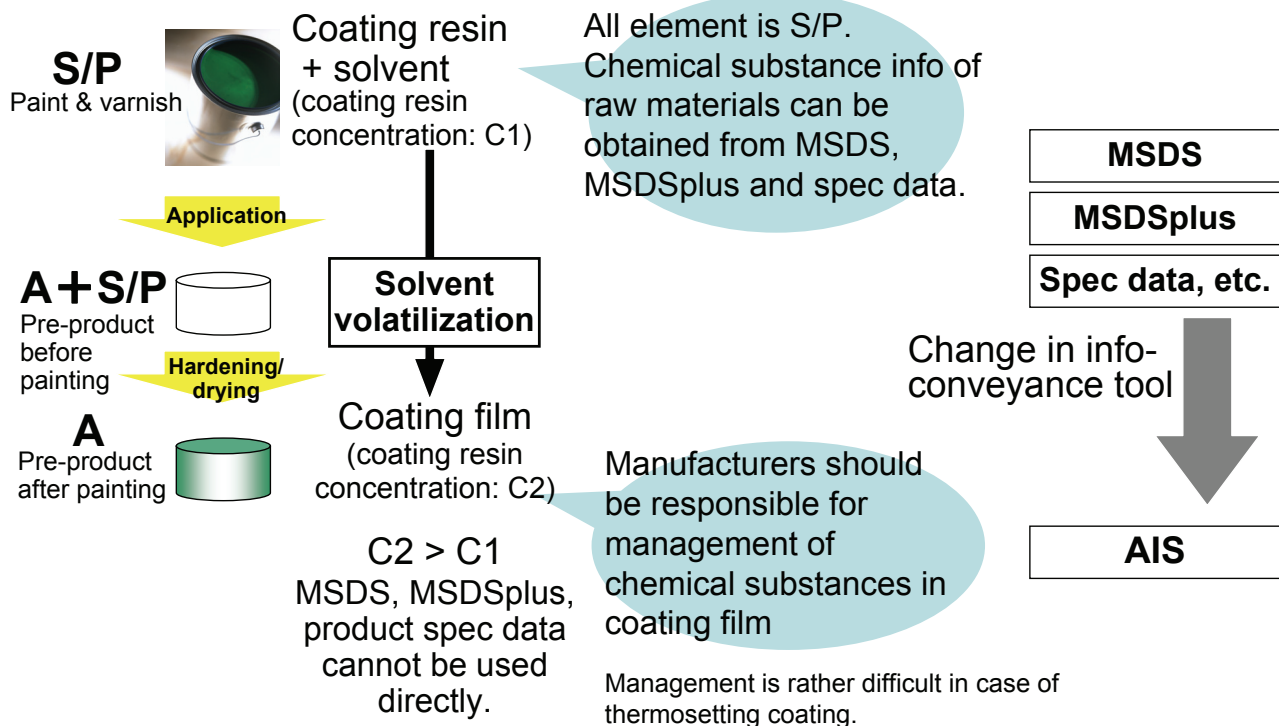 S/P
Paint & varnish
Coating resin
+ solvent
(coating resin
concentration: C1)
All element is S/P.
Chemical substance info of
raw materials can be
obtained from MSDS,
MSDSplus and spec data.
Application
A+S/P
Pre-product
before
painting
Solvent
volatilization
Hardening/
drying
A
Pre-product
after painting
Coating film
(coating resin
concentration: C2)
C2 > C1
MSDS, MSDSplus,
product spec data
cannot be used
directly.
Manufacturers should
be responsible for
management of
chemical substances in
coating film
Management is rather difficult in case of
thermosetting coating.
MSDS
MSDSplus
Spec data, etc.
Change in info-
conveyance tool
AIS